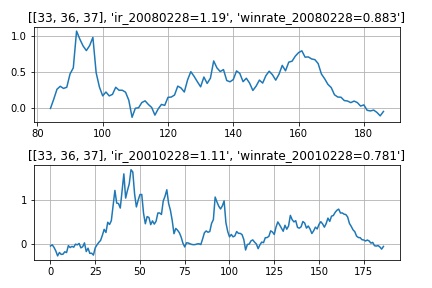 [[33, 36, 37], 'ir_20080228=1.19', 'winrate_20080228=0.883']
1.0
0.5
0.0
80 100 120 140 160 180
[[33, 36, 37], 'ir_20010228=1.11', 'winrate_20010228=0.781']
1
0
0 25 50 75 100 125 150 175